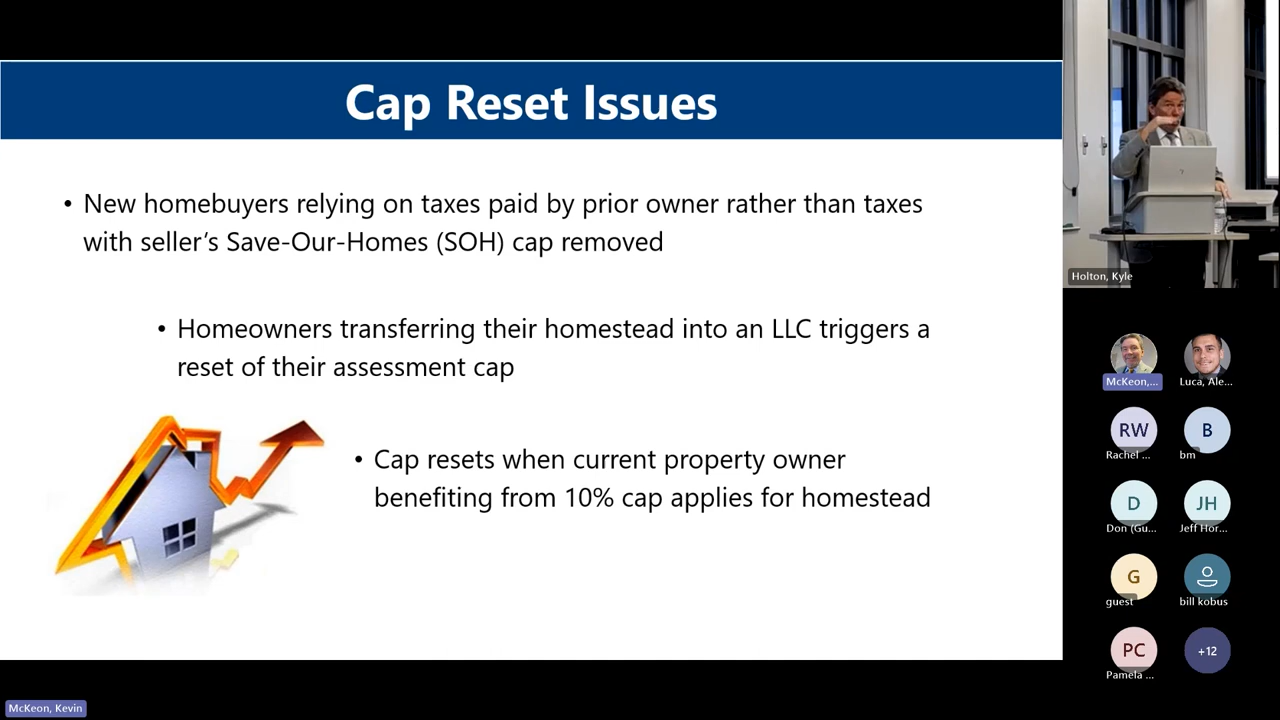 Cap Reset Issues
• New homebuyers relying on taxes paid by prior owner rather than taxes
with seller’s Save-Our-Homes (SOH) cap removed
• Homeowners transferring their homestead into an LLC triggers a
reset of their assessment cap
• Cap resets when current property owner
benefiting from 10% cap applies for homestead
Holton, Kyle
McKeon,...
Luca, Ale...
RW
Rachel ...
B
bm
D
Don (Gu...
JH
Jeff Hor...
G
guest
bill kobus
PC
Pamela ...
+12
McKeon, Kevin